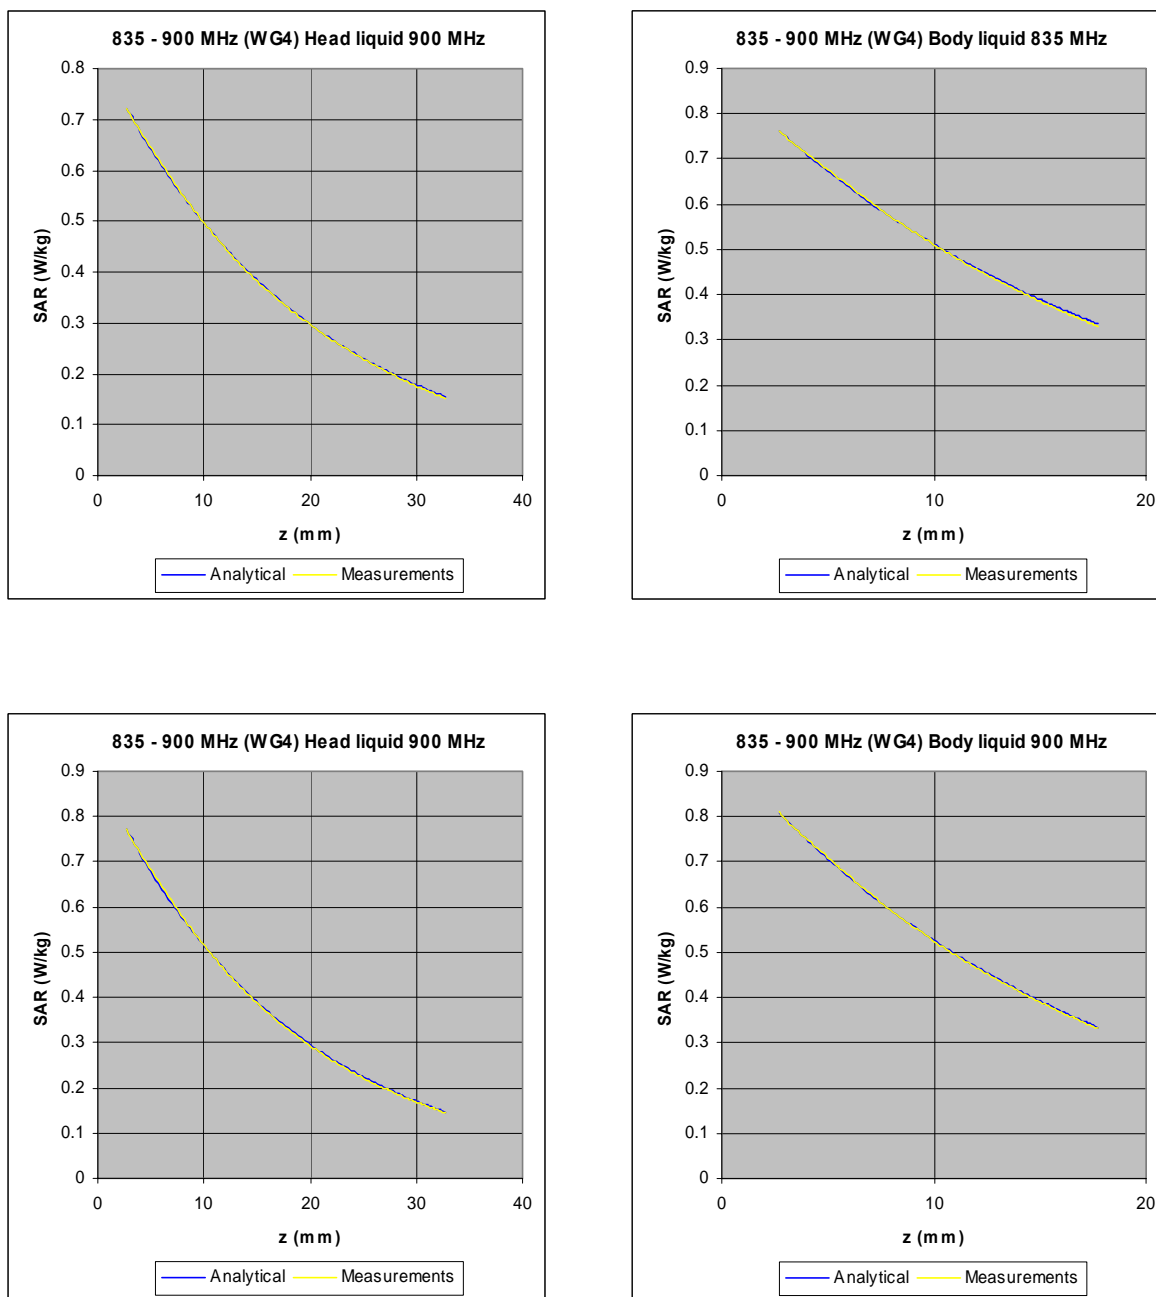 835 - 900 MHz (WG4) Head liquid 900 MHz
0.8
0.7
0.6
0.5
0.4
0.3
0.2
0.1
0
0 10 20 30 40
SAR (W/kg)
z (mm)
Analytical Measurements
835 - 900 MHz (WG4) Body liquid 835 MHz
0.9
0.8
0.7
0.6
0.5
0.4
0.3
0.2
0.1
0
0 10 20
SAR (W/kg)
z (mm)
Analytical Measurements
835 - 900 MHz (WG4) Head liquid 900 MHz
0.9
0.8
0.7
0.6
0.5
0.4
0.3
0.2
0.1
0
0 10 20 30 40
SAR (W/kg)
z (mm)
Analytical Measurements
835 - 900 MHz (WG4) Body liquid 900 MHz
0.9
0.8
0.7
0.6
0.5
0.4
0.3
0.2
0.1
0
0 10 20
SAR (W/kg)
z (mm)
Analytical Measurements